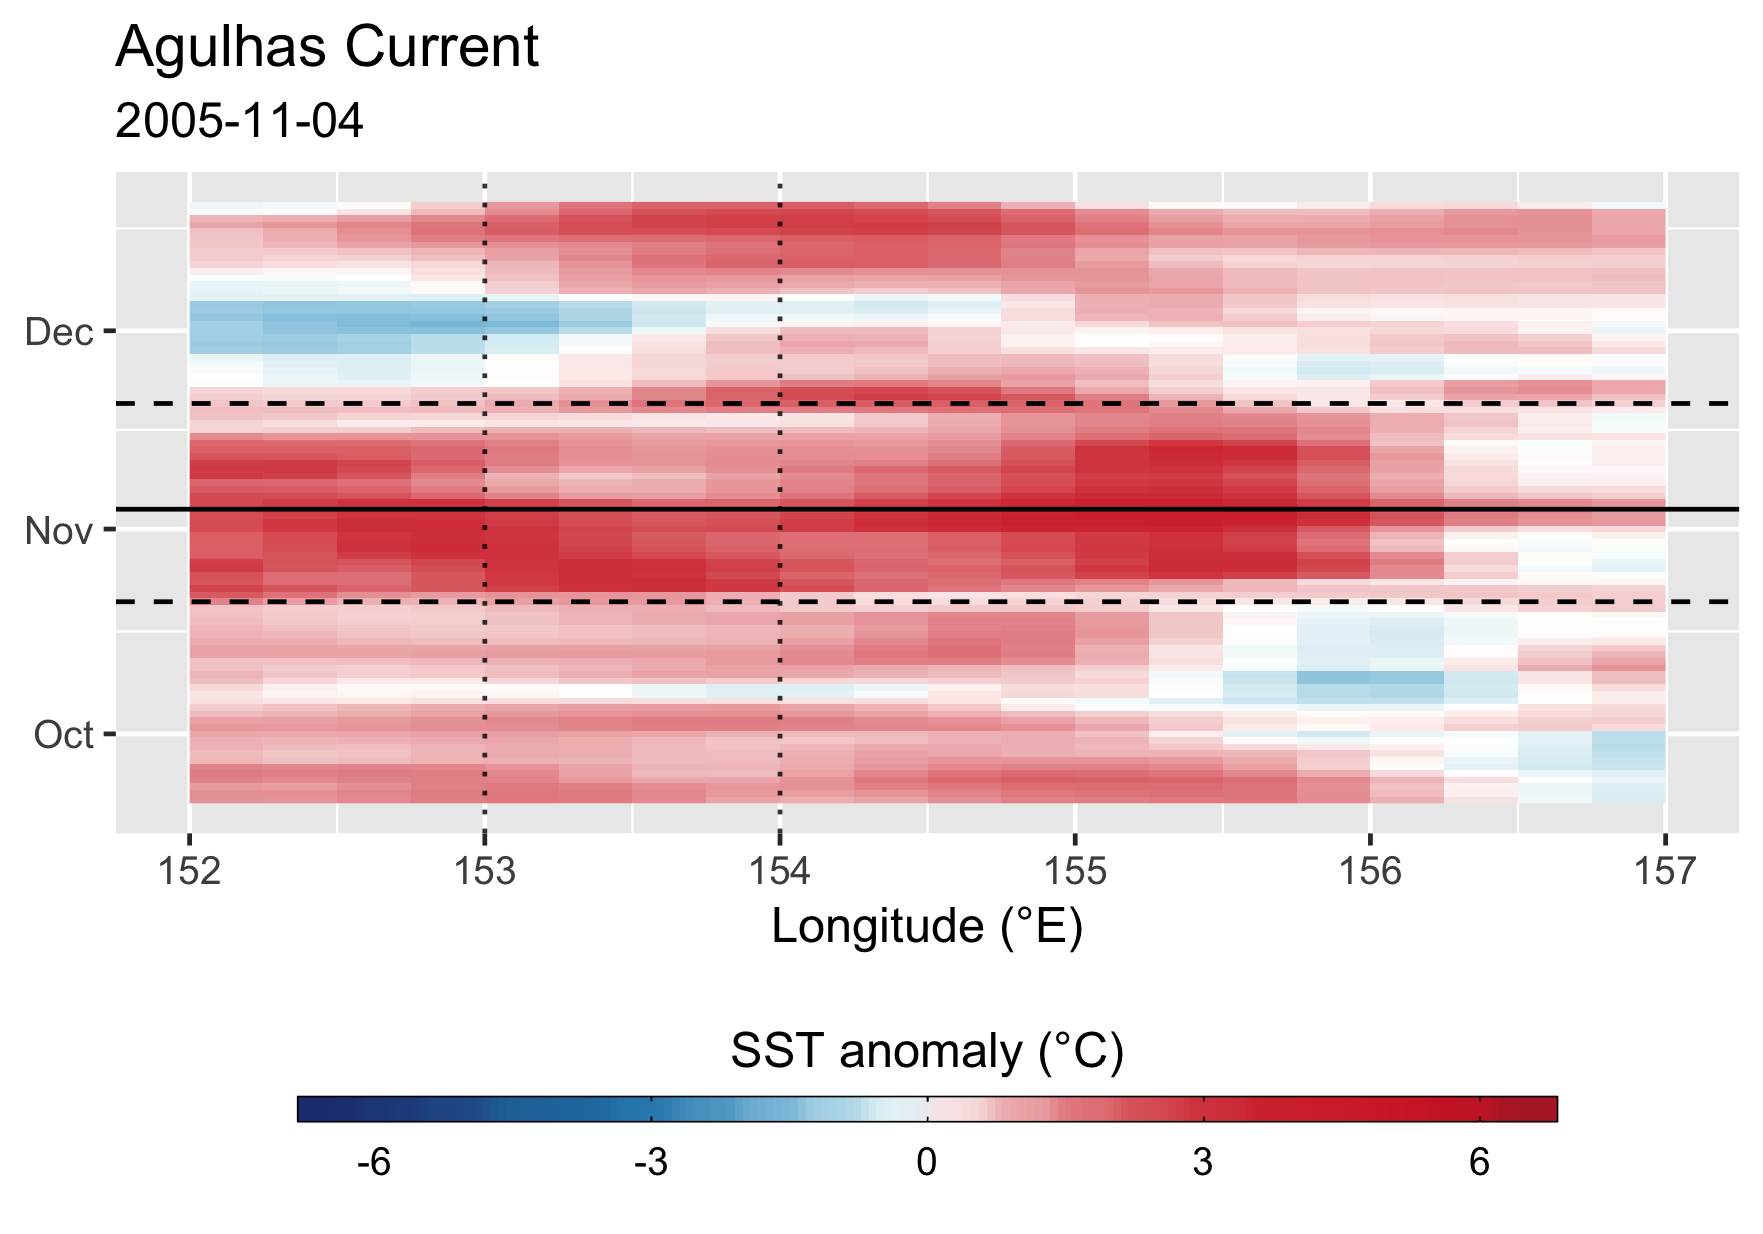 Agulhas Current
2005-11-04
Dec
Nov
Oct
152 153 154 155 156 157
Longitude (°E)
SST anomaly (°C)
-6 -3 0 3 6